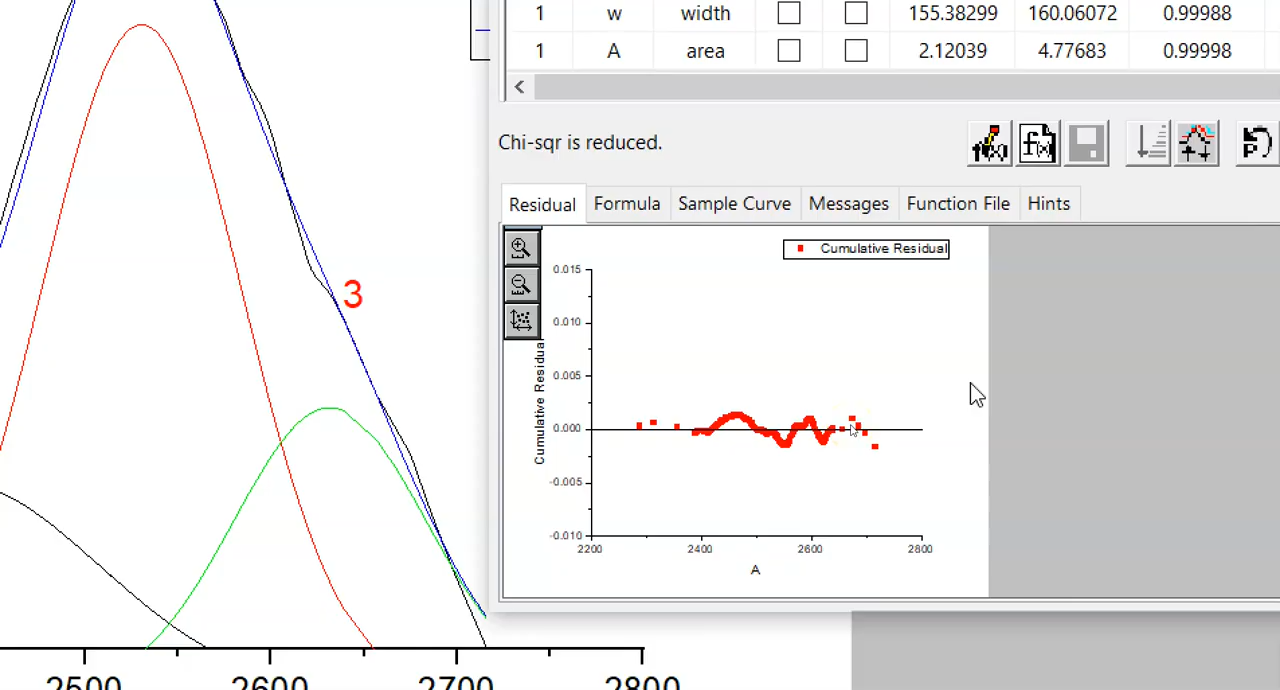 1 w width 155.38299 160.06072 0.99988
1 A area 2.12039 4.77683 0.99998
Chi-sqr is reduced.
Residual Formula Sample Curve Messages Function File Hints
Cumulative Residual
0.015
0.010
0.005
0.000
-0.005
-0.010
2200 2400 2600 2800
A
Cumulative Residual
3
2500 2600 2700 2800